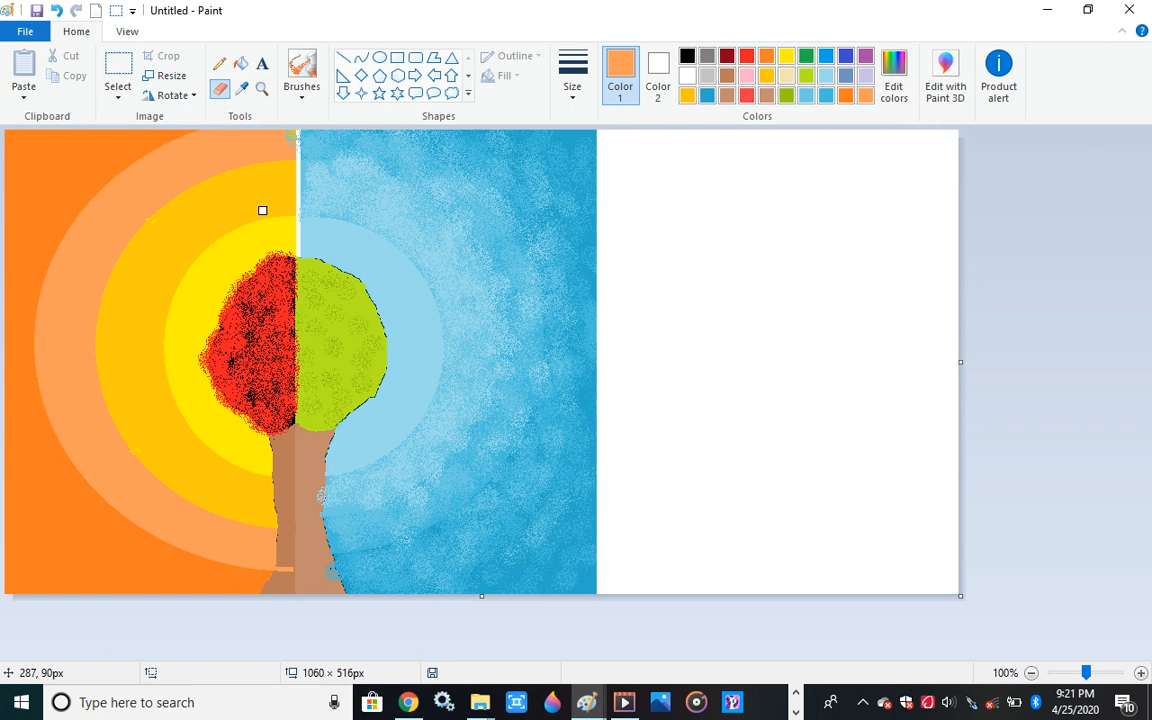 Untitled - Paint
File Home View
Paste
Cut
Copy
Clipboard
Select
Crop
Resize
Rotate
Image
A
Tools
Brushes
Outline
Fill
Shapes
Size
Color 1
Color 2
Edit colors
Colors
Edit with Paint 3D
Product alert
287, 90px
1060 × 516px
100%
Type here to search
9:21 PM
4/25/2020
10